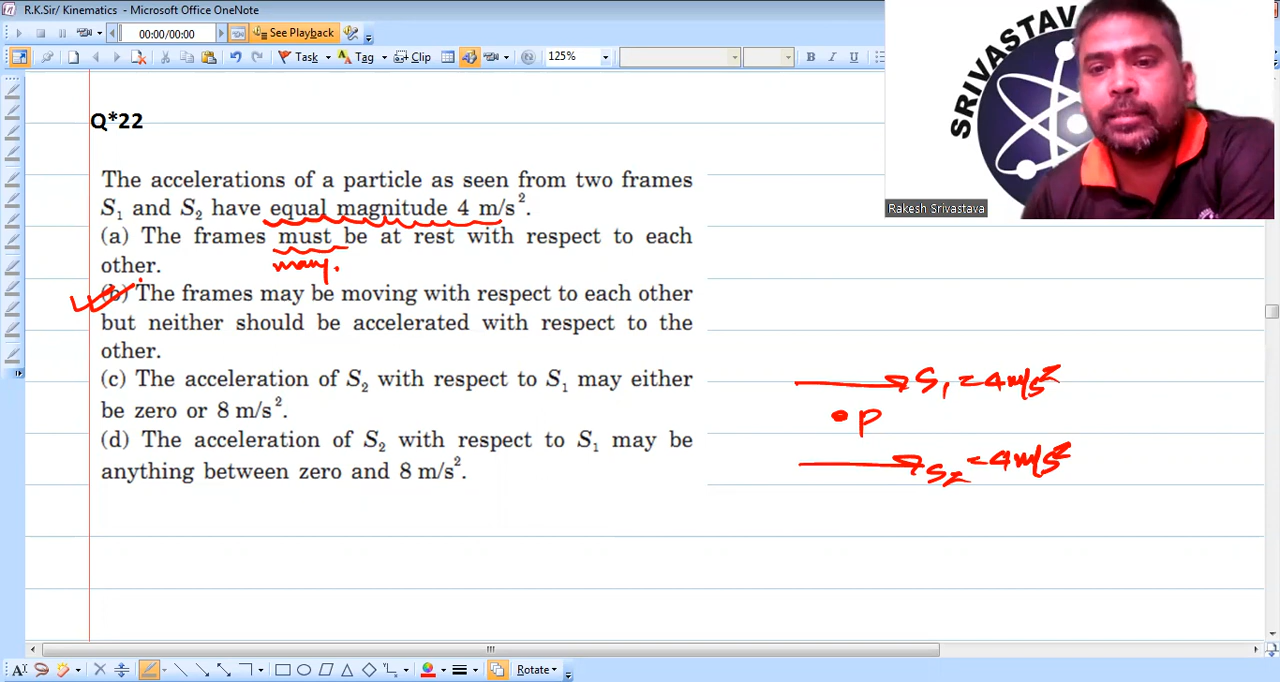 R.K.Sir/ Kinematics - Microsoft Office OneNote
00:00/00:00
See Playback
Task
Tag
Clip
125%
B I U
SRIVASTAV
Rakesh Srivastava
Q*22
The accelerations of a particle as seen from two frames
S₁ and S₂ have equal magnitude 4 m/s².
(a) The frames must be at rest with respect to each
other.
may.
(b) The frames may be moving with respect to each other
but neither should be accelerated with respect to the
other.
(c) The acceleration of S₂ with respect to S₁ may either
be zero or 8 m/s².
(d) The acceleration of S₂ with respect to S₁ may be
anything between zero and 8 m/s².
S₁ = 4 m/s²
P
S₂ = 4 m/s²
Rotate